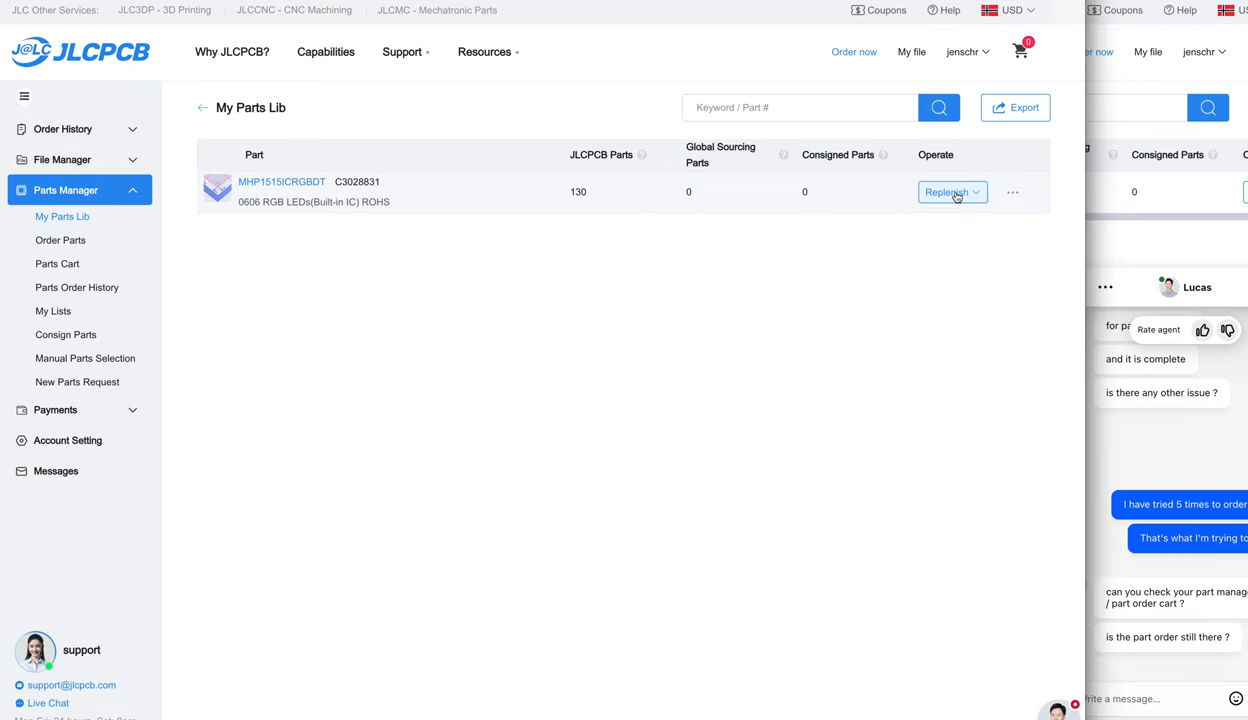 JLC Other Services: JLC3DP - 3D Printing JLCCNC - CNC Machining JLCMC - Mechatronic Parts Coupons Help USD
J@LC JLCPCB Why JLCPCB? Capabilities Support Resources Order now My file jenschr 0
My Parts Lib Keyword / Part # Export
Part JLCPCB Parts Global Sourcing Parts Consigned Parts Operate
MHP1515ICRGBDT C3028831 130 0 0 Replenish ...
0606 RGB LEDs(Built-in IC) ROHS
Order History
File Manager
Parts Manager
My Parts Lib
Order Parts
Parts Cart
Parts Order History
My Lists
Consign Parts
Manual Parts Selection
New Parts Request
Payments
Account Setting
Messages
support
support@jlcpcb.com
Live Chat
Coupons Help
er now My file jenschr
Consigned Parts
0
... Lucas
for pa
Rate agent
and it is complete
is there any other issue ?
I have tried 5 times to order
That's what I'm trying to
can you check your part manag
/ part order cart ?
is the part order still there ?
rite a message...